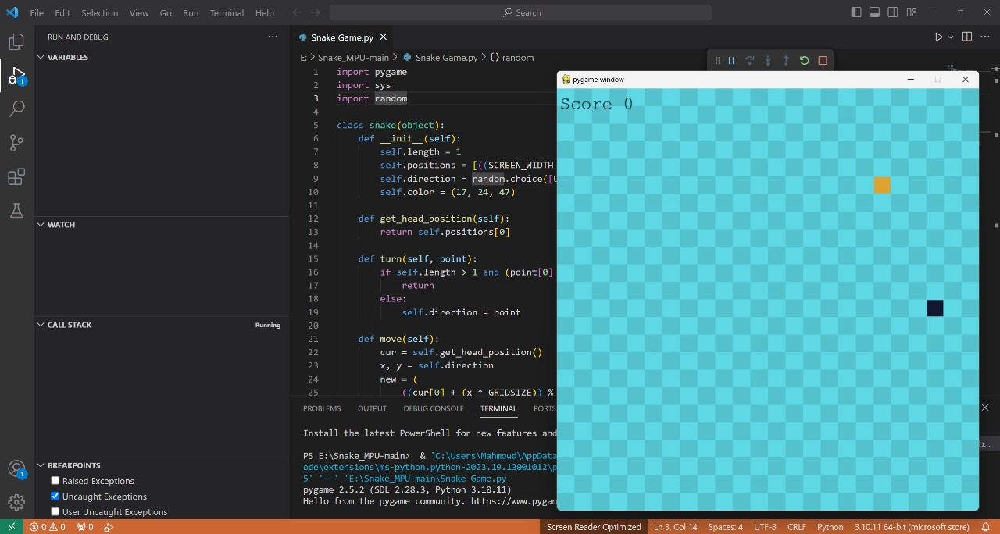 File Edit Selection View Go Run Terminal Help Search
RUN AND DEBUG
VARIABLES
WATCH
CALL STACK Running
BREAKPOINTS
Raised Exceptions
Uncaught Exceptions
User Uncaught Exceptions
1
1
Snake Game.py
E: > Snake_MPU-main > Snake Game.py > {} random
1 import pygame
2 import sys
3 import random
4
5 class snake(object):
6 def __init__(self):
7 self.length = 1
8 self.positions = [((SCREEN_WIDTH
9 self.direction = random.choice([U
10 self.color = (17, 24, 47)
11
12 def get_head_position(self):
13 return self.positions[0]
14
15 def turn(self, point):
16 if self.length > 1 and (point[0]
17 return
18 else:
19 self.direction = point
20
21 def move(self):
22 cur = self.get_head_position()
23 x, y = self.direction
24 new = (
25 ((cur[0] + (x * GRIDSIZE)) %
pygame window
Score 0
PROBLEMS OUTPUT DEBUG CONSOLE TERMINAL PORTS
Install the latest PowerShell for new features and
PS E:\Snake_MPU-main> & 'C:\Users\Mahmoud\AppData
ode\extensions\ms-python.python-2023.19.13001012\p
5' '--' 'E:\Snake_MPU-main\Snake Game.py'
pygame 2.5.2 (SDL 2.28.3, Python 3.10.11)
Hello from the pygame community. https://www.pygam
b...
0 0 0 Screen Reader Optimized Ln 3, Col 14 Spaces: 4 UTF-8 CRLF Python 3.10.11 64-bit (microsoft store)